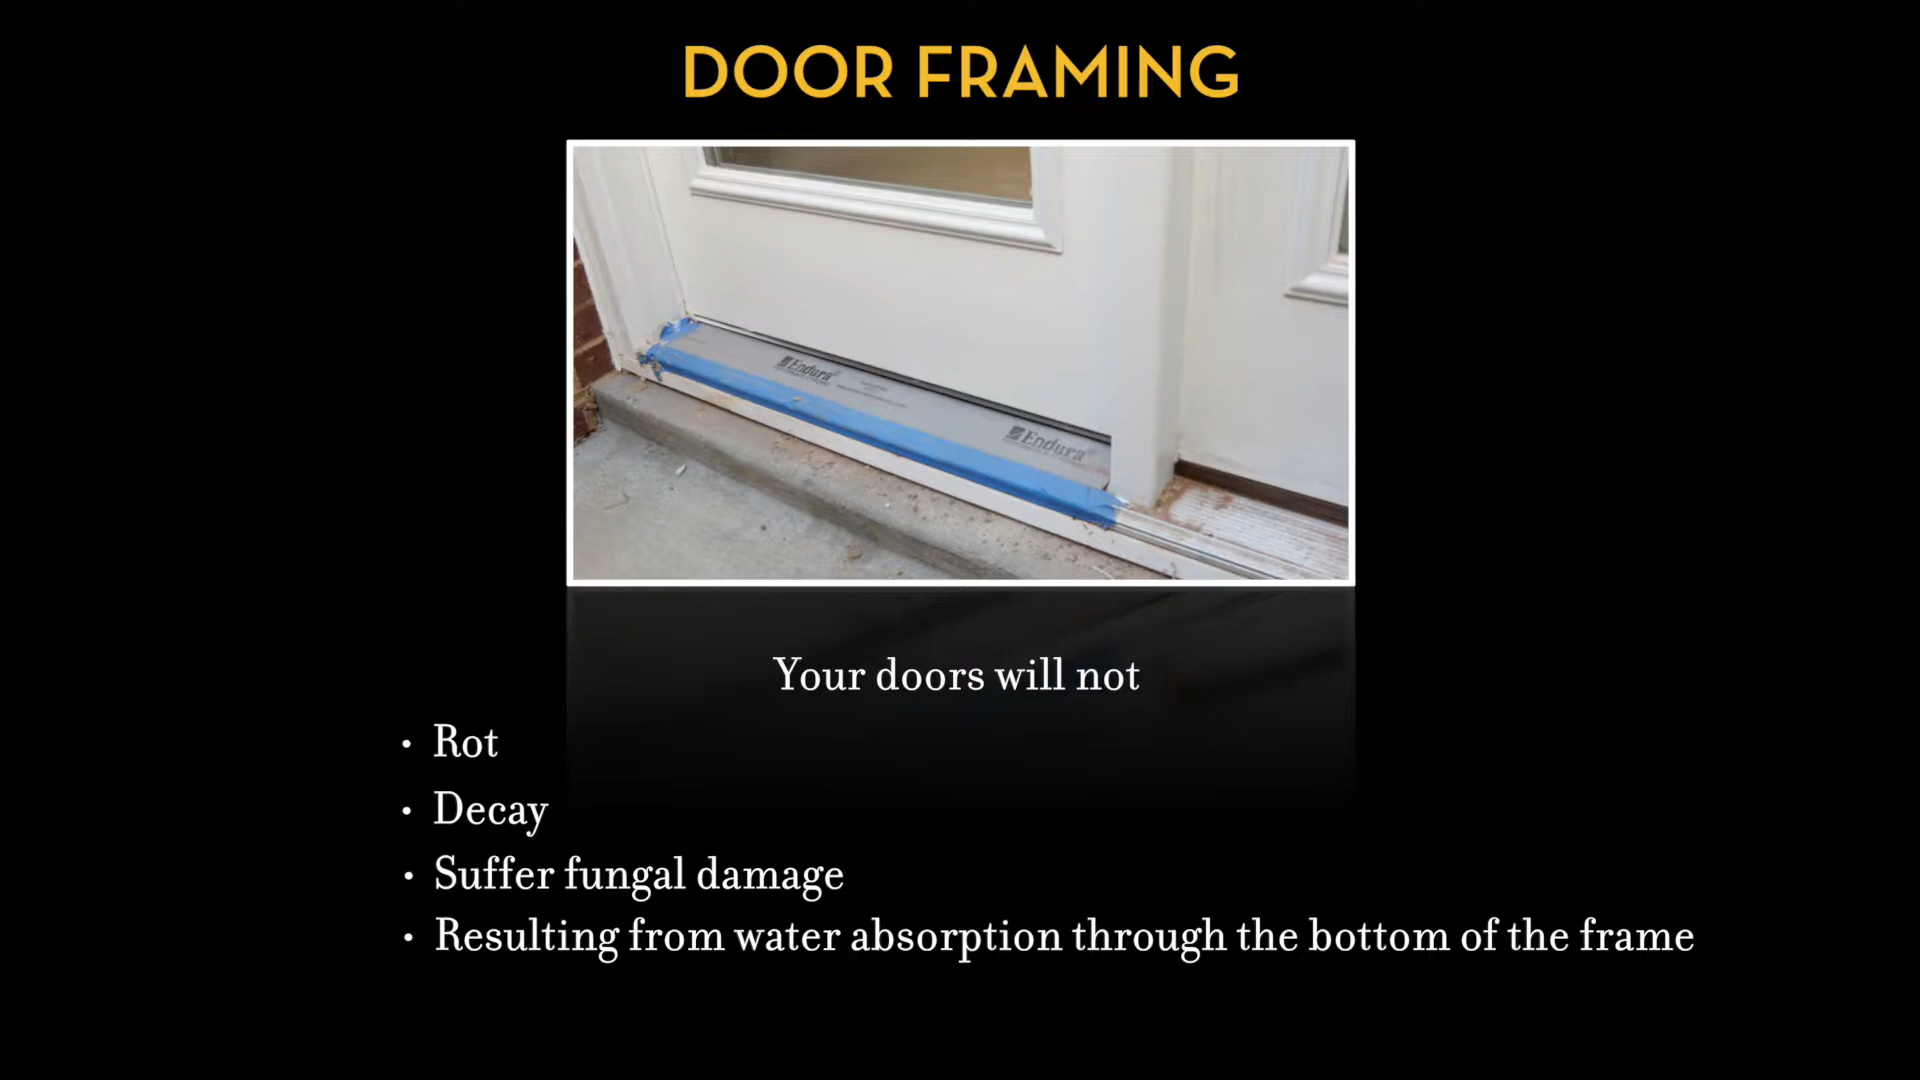 DOOR FRAMING
Endura
Endura
Your doors will not
• Rot
• Decay
• Suffer fungal damage
• Resulting from water absorption through the bottom of the frame